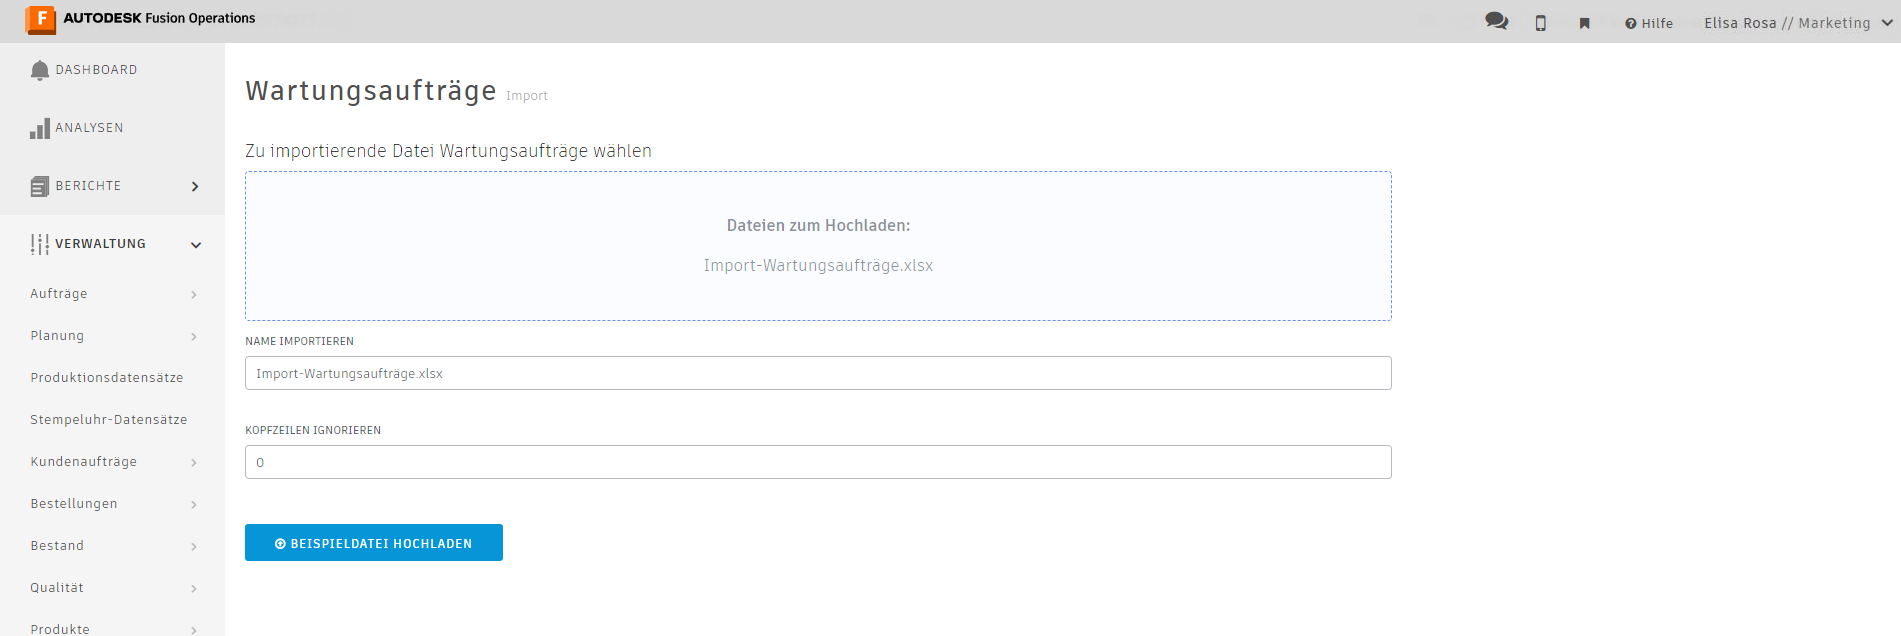 AUTODESK Fusion Operations
Hilfe
Elisa Rosa // Marketing
DASHBOARD
ANALYSEN
BERICHTE
VERWALTUNG
Aufträge
Planung
Produktionsdatensätze
Stempeluhr-Datensätze
Kundenaufträge
Bestellungen
Bestand
Qualität
Produkte
Wartungsaufträge Import
Zu importierende Datei Wartungsaufträge wählen
Dateien zum Hochladen:
Import-Wartungsaufträge.xlsx
NAME IMPORTIEREN
Import-Wartungsaufträge.xlsx
KOPFZEILEN IGNORIEREN
0
BEISPIELDATEI HOCHLADEN